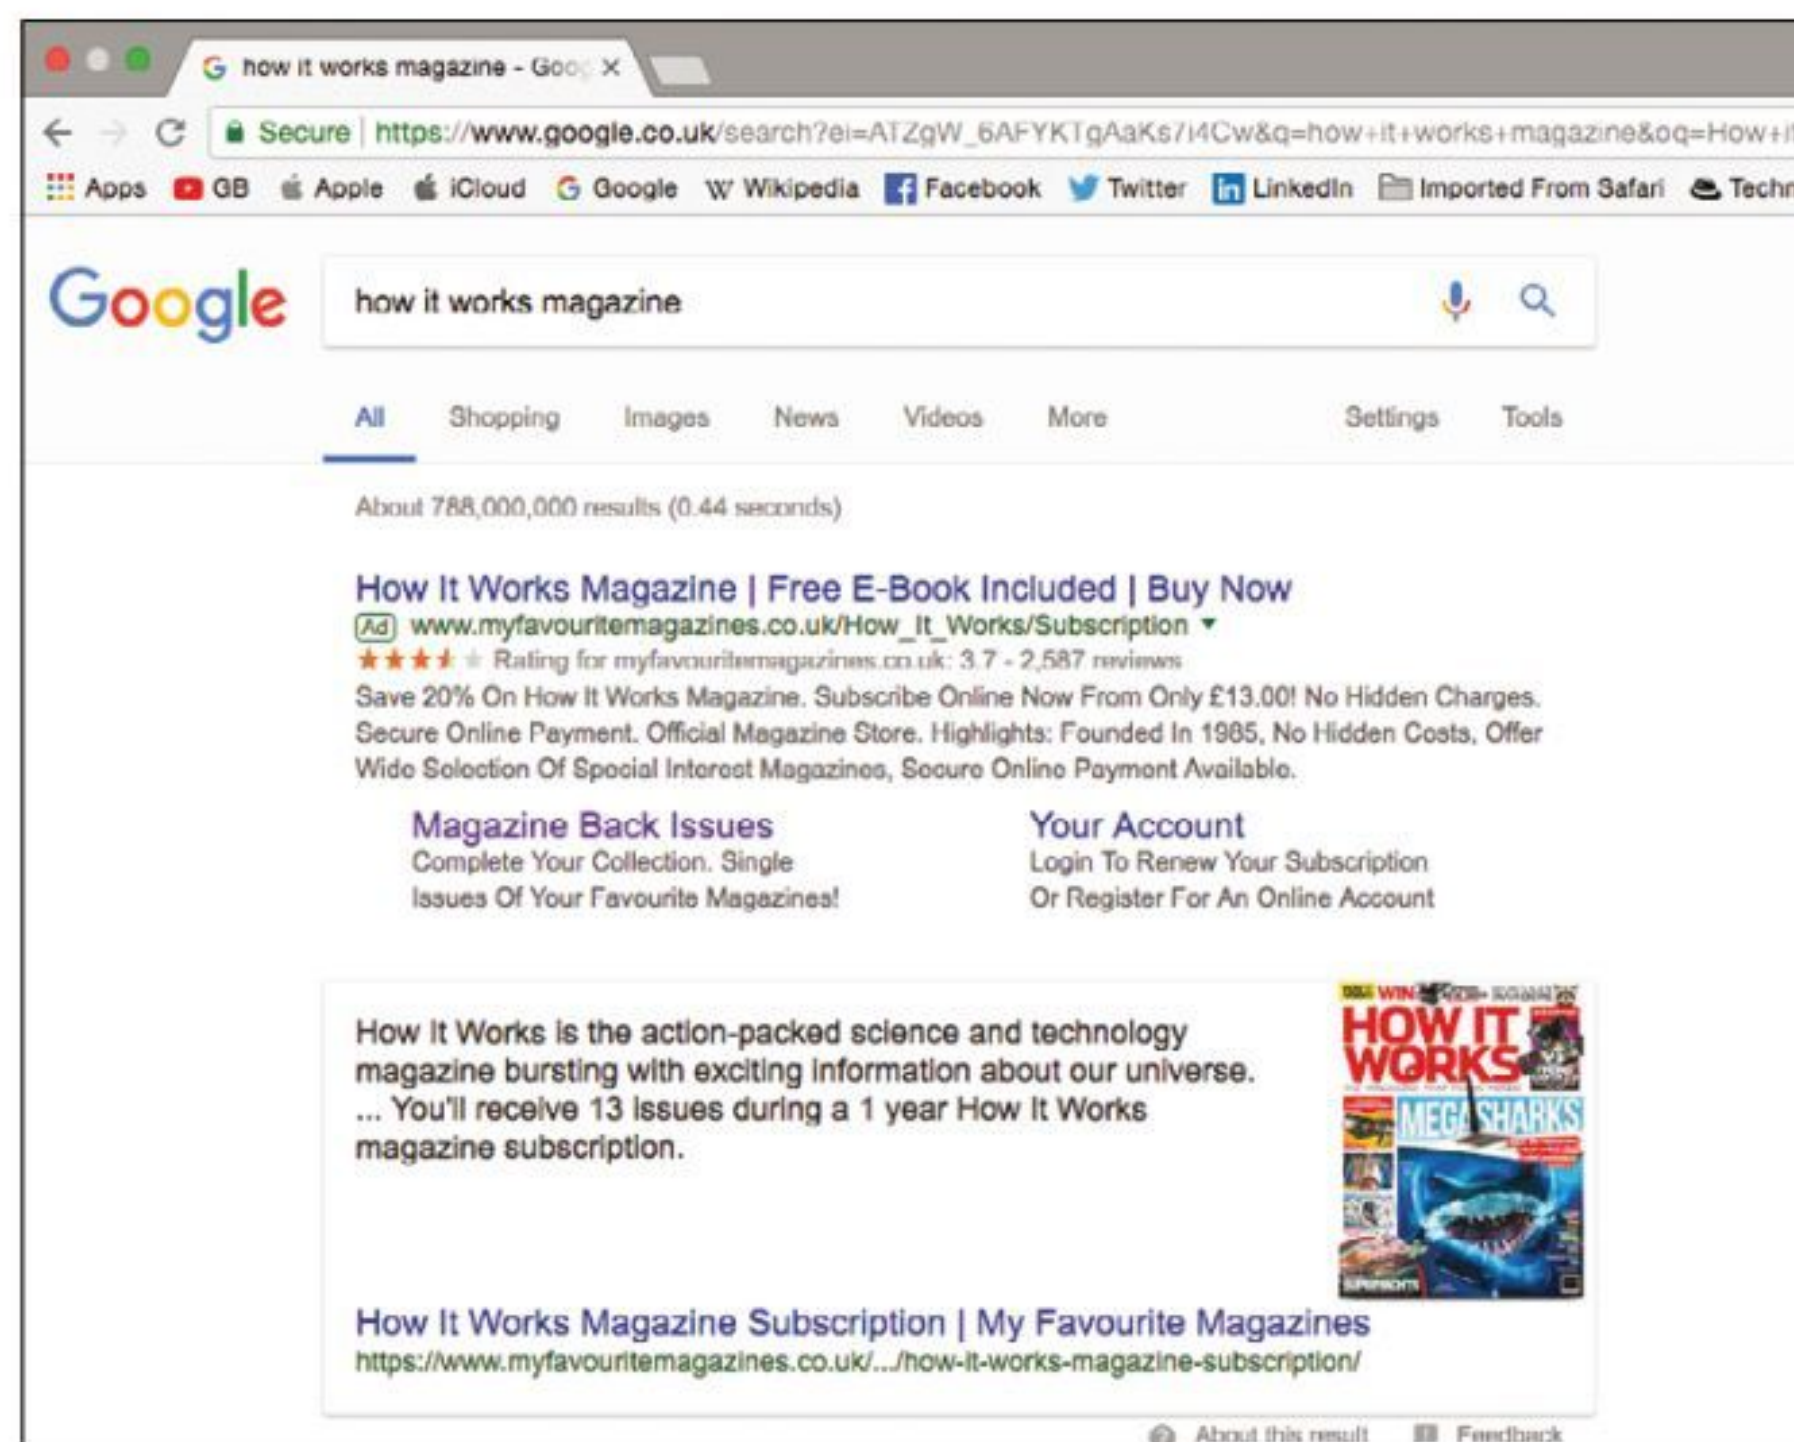 how it works magazine - Goog
Secure https://www.google.co.uk/search?ei=ATZgW_6AFYKTgAaKs7i4Cw&q=how+it+works+magazine&oq=How+it
Apps GB Apple iCloud Google Wikipedia Facebook Twitter LinkedIn Imported From Safari Techn
Google how it works magazine
All Shopping Images News Videos More Settings Tools
About 788,000,000 results (0.44 seconds)
How It Works Magazine | Free E-Book Included | Buy Now
Ad www.myfavouritemagazines.co.uk/How_It_Works/Subscription
Rating for myfavouritemagazines.co.uk: 3.7 - 2,587 reviews
Save 20% On How It Works Magazine. Subscribe Online Now From Only £13.00! No Hidden Charges.
Secure Online Payment. Official Magazine Store. Highlights: Founded In 1985, No Hidden Costs, Offer
Wide Selection Of Special Interest Magazines, Secure Online Payment Available.
Magazine Back Issues
Complete Your Collection. Single
Issues Of Your Favourite Magazines!
Your Account
Login To Renew Your Subscription
Or Register For An Online Account
How It Works is the action-packed science and technology
magazine bursting with exciting information about our universe.
... You'll receive 13 issues during a 1 year How It Works
magazine subscription.
WIN
HOW IT
WORKS
MEGASHARKS
SUPERYACHTS
How It Works Magazine Subscription | My Favourite Magazines
https://www.myfavouritemagazines.co.uk/.../how-it-works-magazine-subscription/
About this result Feedback